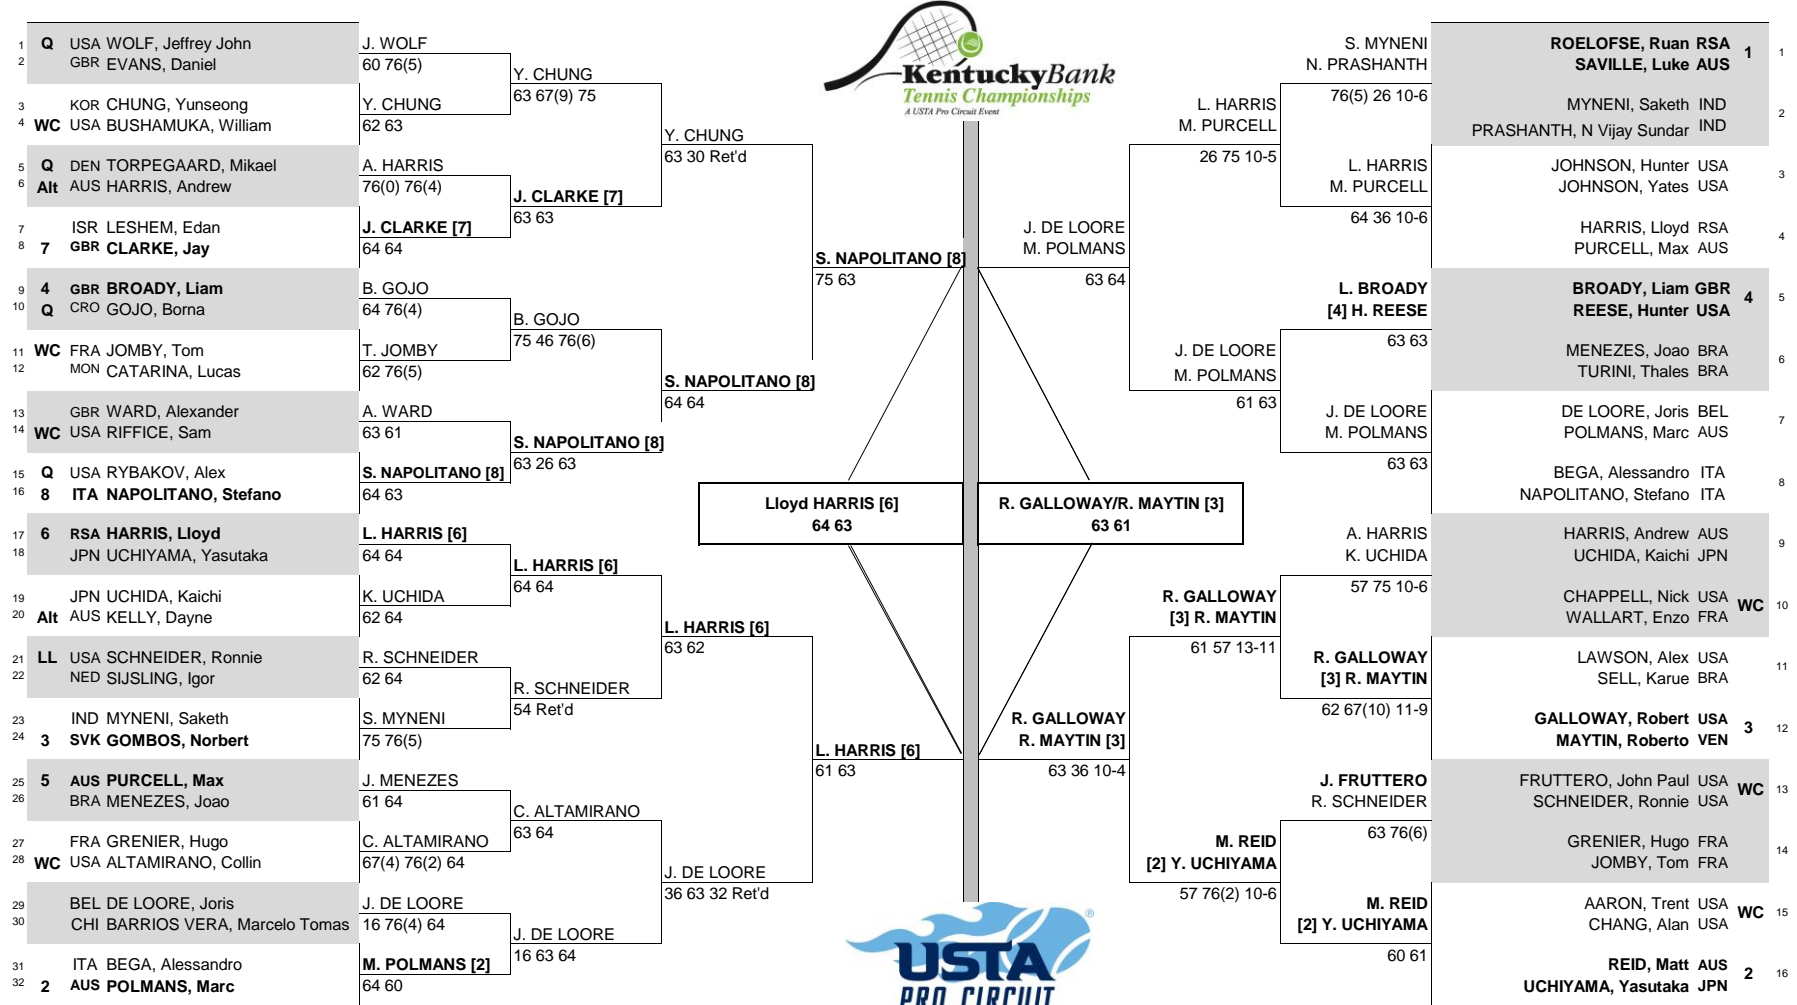 1 Q USA WOLF, Jeffrey John
2 GBR EVANS, Daniel
3 KOR CHUNG, Yunseong
4 WC USA BUSHAMUKA, William
5 Q DEN TORPEGAARD, Mikael
6 Alt AUS HARRIS, Andrew
7 ISR LESHEM, Edan
8 7 GBR CLARKE, Jay
9 4 GBR BROADY, Liam
10 Q CRO GOJO, Borna
11 WC FRA JOMBY, Tom
12 MON CATARINA, Lucas
13 GBR WARD, Alexander
14 WC USA RIFFICE, Sam
15 Q USA RYBAKOV, Alex
16 8 ITA NAPOLITANO, Stefano
17 6 RSA HARRIS, Lloyd
18 JPN UCHIYAMA, Yasutaka
19 JPN UCHIDA, Kaichi
20 Alt AUS KELLY, Dayne
21 LL USA SCHNEIDER, Ronnie
22 NED SIJSLING, Igor
23 IND MYNENI, Saketh
24 3 SVK GOMBOS, Norbert
25 5 AUS PURCELL, Max
26 BRA MENEZES, Joao
27 FRA GRENIER, Hugo
28 WC USA ALTAMIRANO, Collin
29 BEL DE LOORE, Joris
30 CHI BARRIOS VERA, Marcelo Tomas
31 ITA BEGA, Alessandro
32 2 AUS POLMANS, Marc
J. WOLF
60 76(5)
Y. CHUNG
62 63
A. HARRIS
76(0) 76(4)
J. CLARKE [7]
64 64
B. GOJO
64 76(4)
T. JOMBY
62 76(5)
A. WARD
63 61
S. NAPOLITANO [8]
64 63
L. HARRIS [6]
64 64
K. UCHIDA
62 64
R. SCHNEIDER
62 64
S. MYNENI
75 76(5)
J. MENEZES
61 64
C. ALTAMIRANO
67(4) 76(2) 64
J. DE LOORE
16 76(4) 64
M. POLMANS [2]
64 60
Y. CHUNG
63 67(9) 75
J. CLARKE [7]
63 63
B. GOJO
75 46 76(6)
S. NAPOLITANO [8]
63 26 63
L. HARRIS [6]
64 64
R. SCHNEIDER
54 Ret'd
C. ALTAMIRANO
63 64
J. DE LOORE
16 63 64
Y. CHUNG
63 30 Ret'd
S. NAPOLITANO [8]
64 64
L. HARRIS [6]
63 62
J. DE LOORE
36 63 32 Ret'd
S. NAPOLITANO [8]
75 63
L. HARRIS [6]
61 63
Lloyd HARRIS [6]
64 63
KentuckyBank
Tennis Championships
A USTA Pro Circuit Event
R. GALLOWAY/R. MAYTIN [3]
63 61
USTA
®
PRO CIRCUIT
J. DE LOORE
M. POLMANS
63 64
R. GALLOWAY
R. MAYTIN [3]
63 36 10-4
L. HARRIS
M. PURCELL
26 75 10-5
J. DE LOORE
M. POLMANS
61 63
R. GALLOWAY
[3] R. MAYTIN
61 57 13-11
M. REID
[2] Y. UCHIYAMA
57 76(2) 10-6
S. MYNENI
N. PRASHANTH
76(5) 26 10-6
L. HARRIS
M. PURCELL
64 36 10-6
L. BROADY
[4] H. REESE
63 63
J. DE LOORE
M. POLMANS
63 63
A. HARRIS
K. UCHIDA
57 75 10-6
R. GALLOWAY
[3] R. MAYTIN
62 67(10) 11-9
J. FRUTTERO
R. SCHNEIDER
63 76(6)
M. REID
[2] Y. UCHIYAMA
60 61
ROELOFSE, Ruan RSA
SAVILLE, Luke AUS
1 1
MYNENI, Saketh IND
PRASHANTH, N Vijay Sundar IND
2
JOHNSON, Hunter USA
JOHNSON, Yates USA
3
HARRIS, Lloyd RSA
PURCELL, Max AUS
4
BROADY, Liam GBR
REESE, Hunter USA
4 5
MENEZES, Joao BRA
TURINI, Thales BRA
6
DE LOORE, Joris BEL
POLMANS, Marc AUS
7
BEGA, Alessandro ITA
NAPOLITANO, Stefano ITA
8
HARRIS, Andrew AUS
UCHIDA, Kaichi JPN
9
CHAPPELL, Nick USA
WALLART, Enzo FRA
WC 10
LAWSON, Alex USA
SELL, Karue BRA
11
GALLOWAY, Robert USA
MAYTIN, Roberto VEN
3 12
FRUTTERO, John Paul USA
SCHNEIDER, Ronnie USA
WC 13
GRENIER, Hugo FRA
JOMBY, Tom FRA
14
AARON, Trent USA
CHANG, Alan USA
WC 15
REID, Matt AUS
UCHIYAMA, Yasutaka JPN
2 16